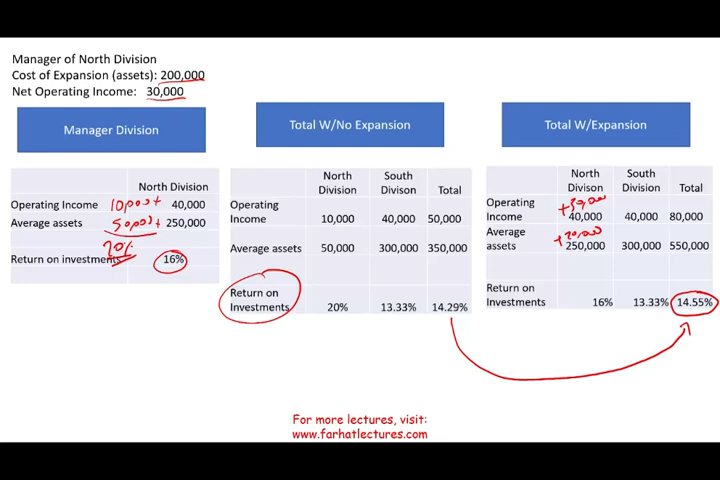 Manager of North Division
Cost of Expansion (assets): 200,000
Net Operating Income: 30,000
Manager Division
North Division
Operating Income 10,000+ 40,000
Average assets 50,000+ 250,000
20%
Return on investments 16%
Total W/No Expansion
North Division South Divison Total
Operating Income 10,000 40,000 50,000
Average assets 50,000 300,000 350,000
Return on Investments 20% 13.33% 14.29%
Total W/Expansion
North Divison South Division Total
+30,000
Operating Income 40,000 40,000 80,000
Average assets 250,000 300,000 550,000
Return on Investments 16% 13.33% 14.55%
For more lectures, visit:
www.farhatlectures.com